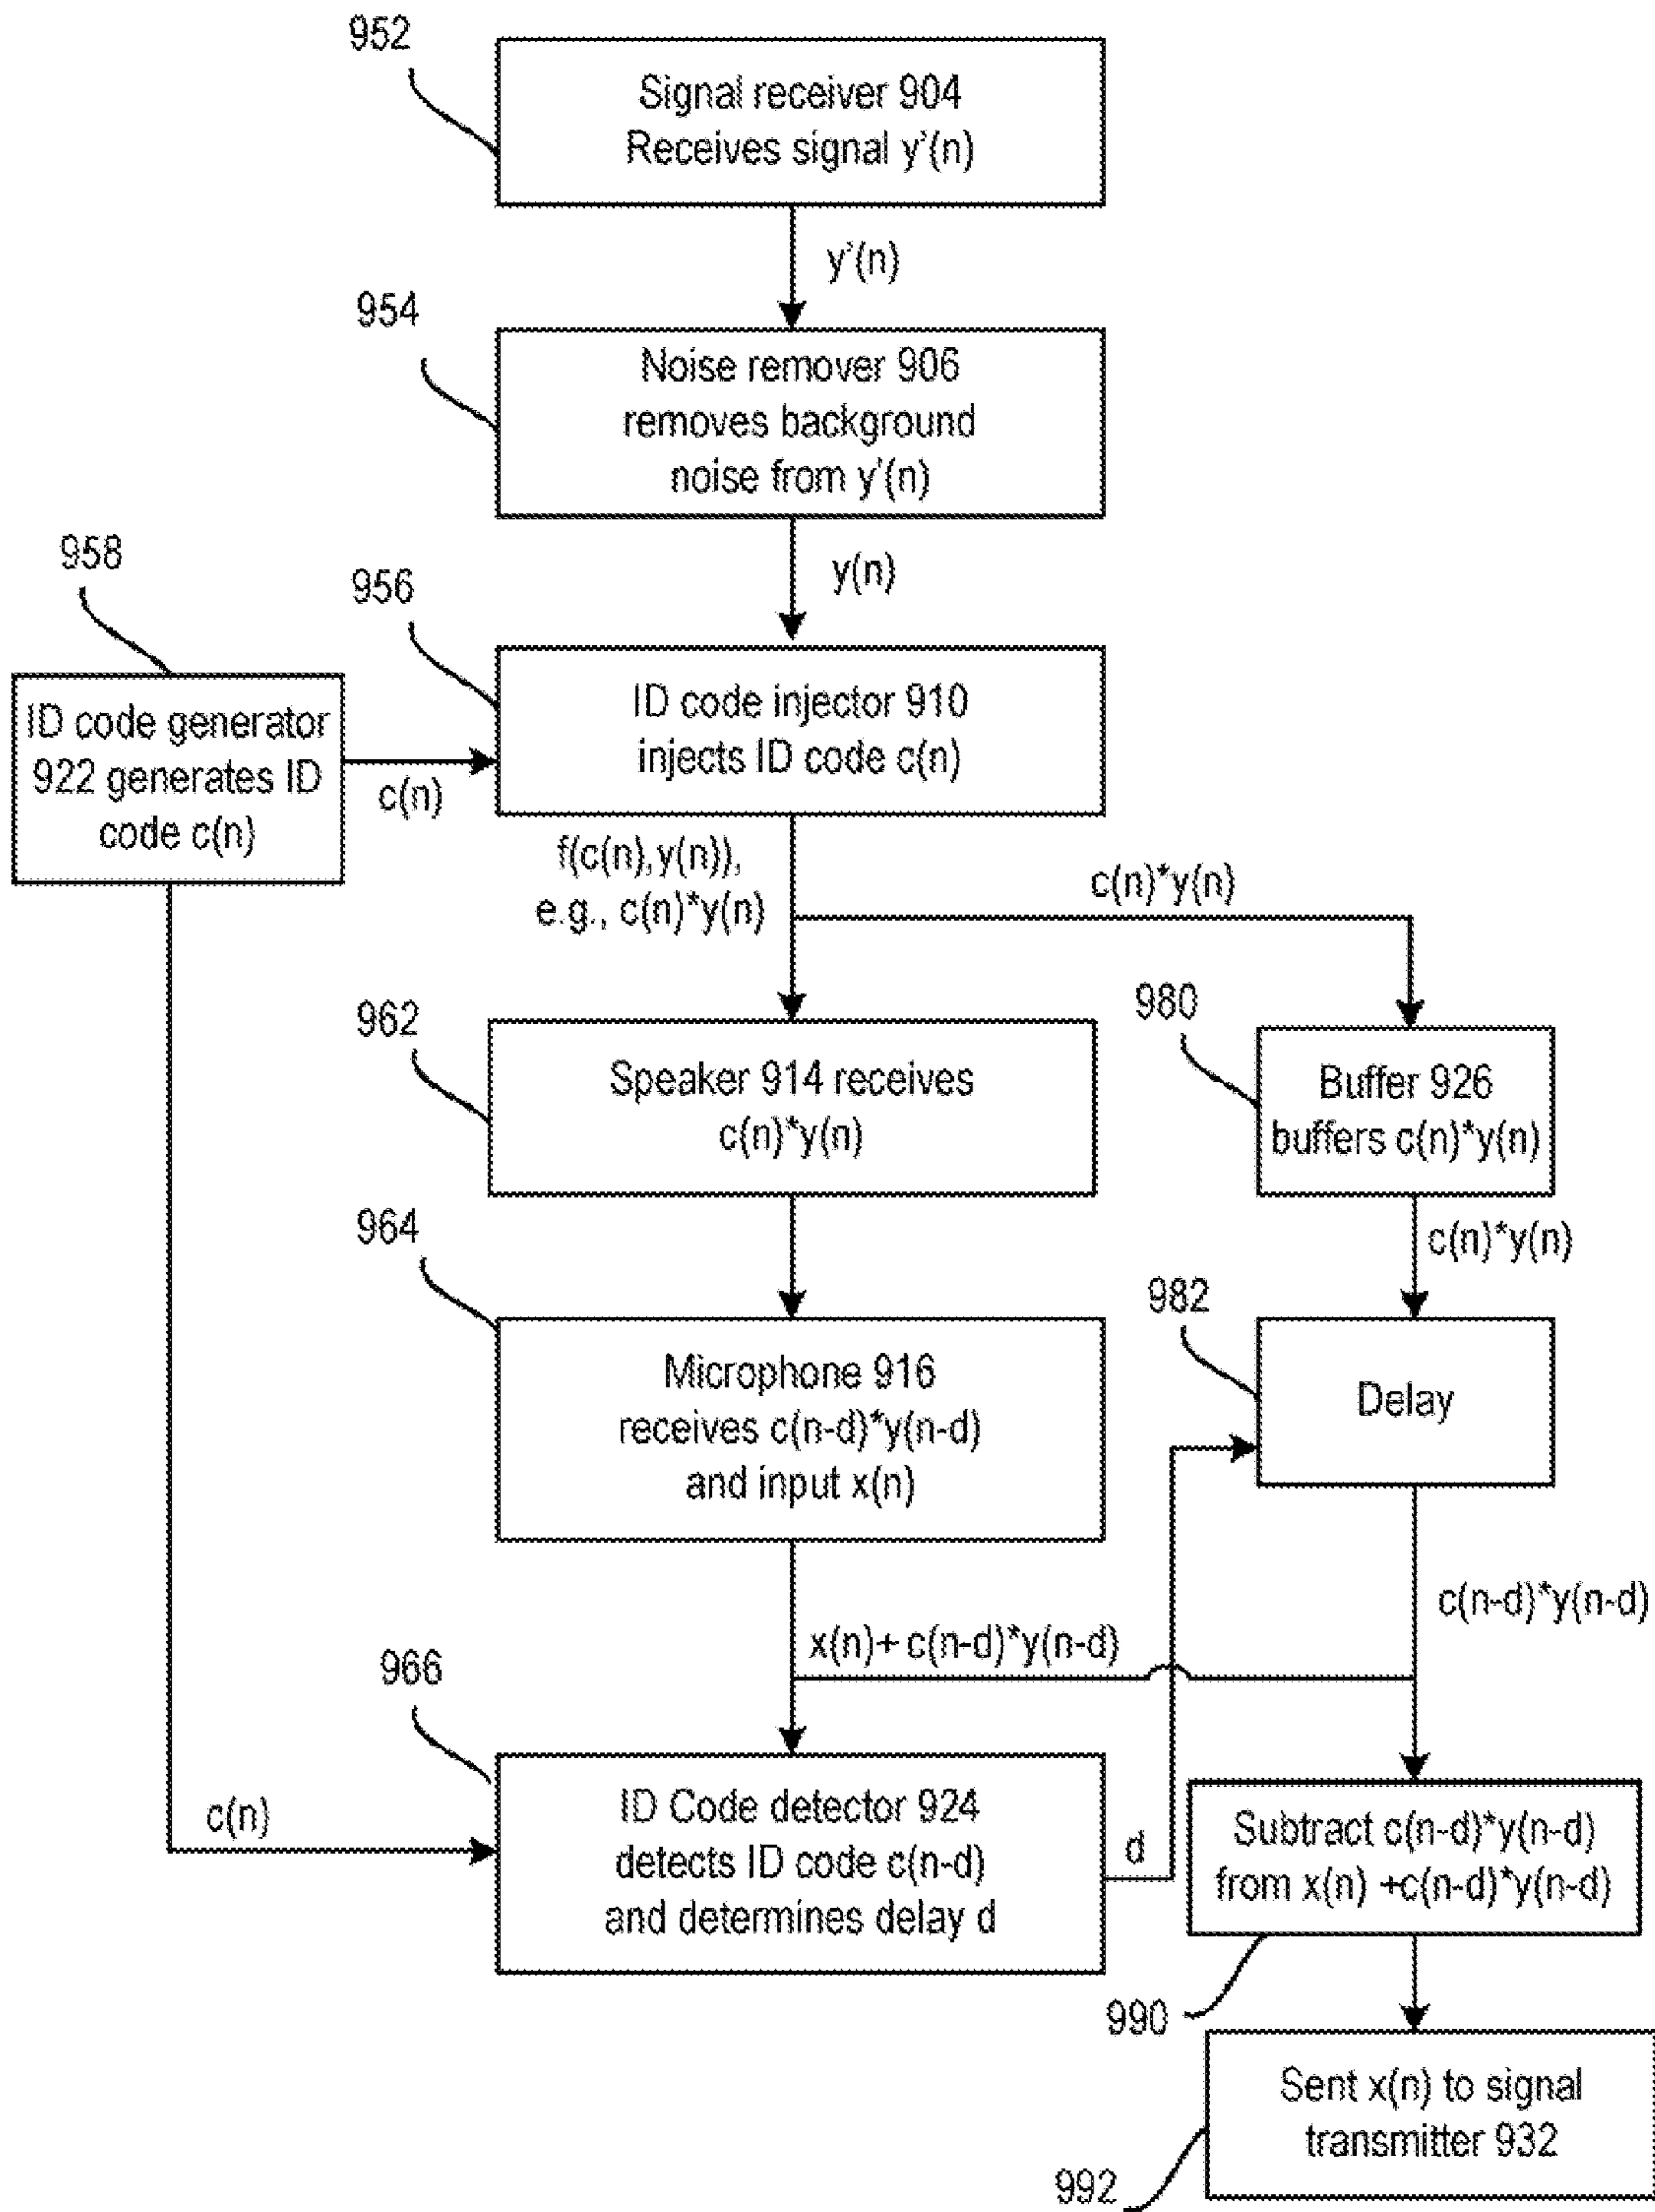 952
Signal receiver 904
Receives signal y'(n)
y'(n)
954
Noise remover 906
removes background
noise from y'(n)
y(n)
958
956
ID code generator
922 generates ID
code c(n)
c(n)
ID code injector 910
injects ID code c(n)
f(c(n),y(n)),
e.g., c(n)*y(n)
c(n)*y(n)
962
Speaker 914 receives
c(n)*y(n)
980
Buffer 926
buffers c(n)*y(n)
c(n)*y(n)
964
Microphone 916
receives c(n-d)*y(n-d)
and input x(n)
982
Delay
c(n-d)*y(n-d)
x(n)+ c(n-d)*y(n-d)
966
c(n)
ID Code detector 924
detects ID code c(n-d)
and determines delay d
d
Subtract c(n-d)*y(n-d)
from x(n) +c(n-d)*y(n-d)
990
Sent x(n) to signal
transmitter 932
992